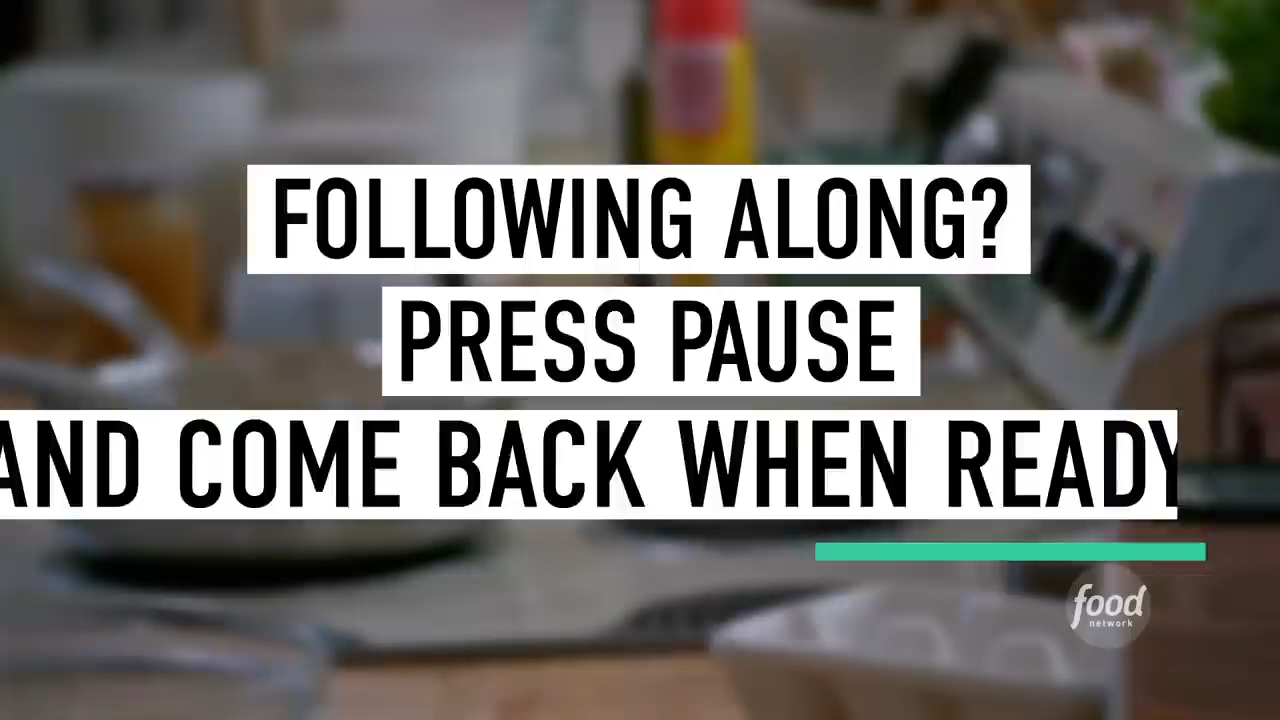 FOLLOWING ALONG?
PRESS PAUSE
AND COME BACK WHEN READY
food
network